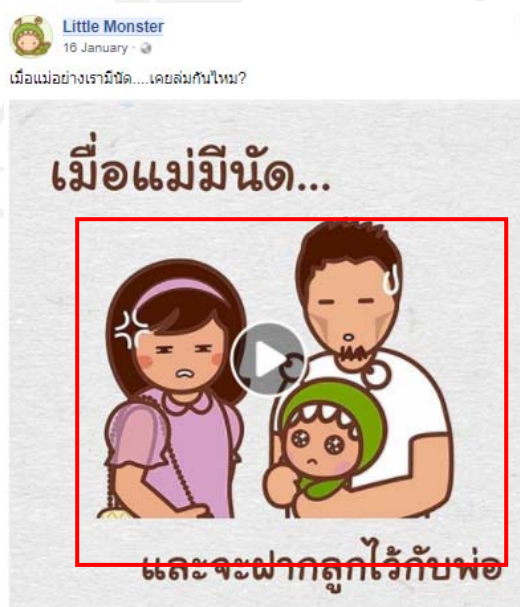 Little Monster
16 January
เมื่อแม่อย่างเรามีนัด....เคยล่มกันไหม?
เมื่อแม่มีนัด...
และจะฝากลูกไว้กับพ่อ